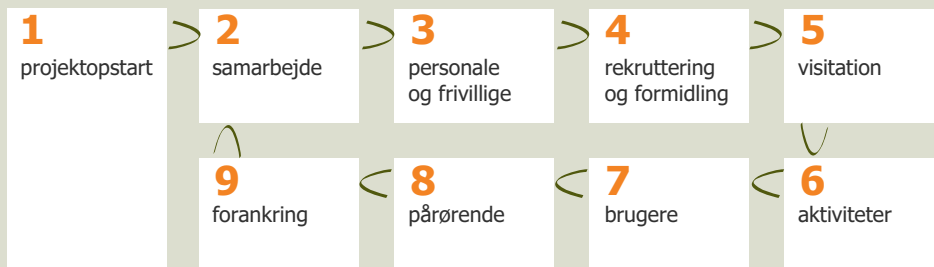 1
projektopstart
2
samarbejde
3
personale
og frivillige
4
rekruttering
og formidling
5
visitation
6
aktiviteter
7
brugere
8
pårørende
9
forankring